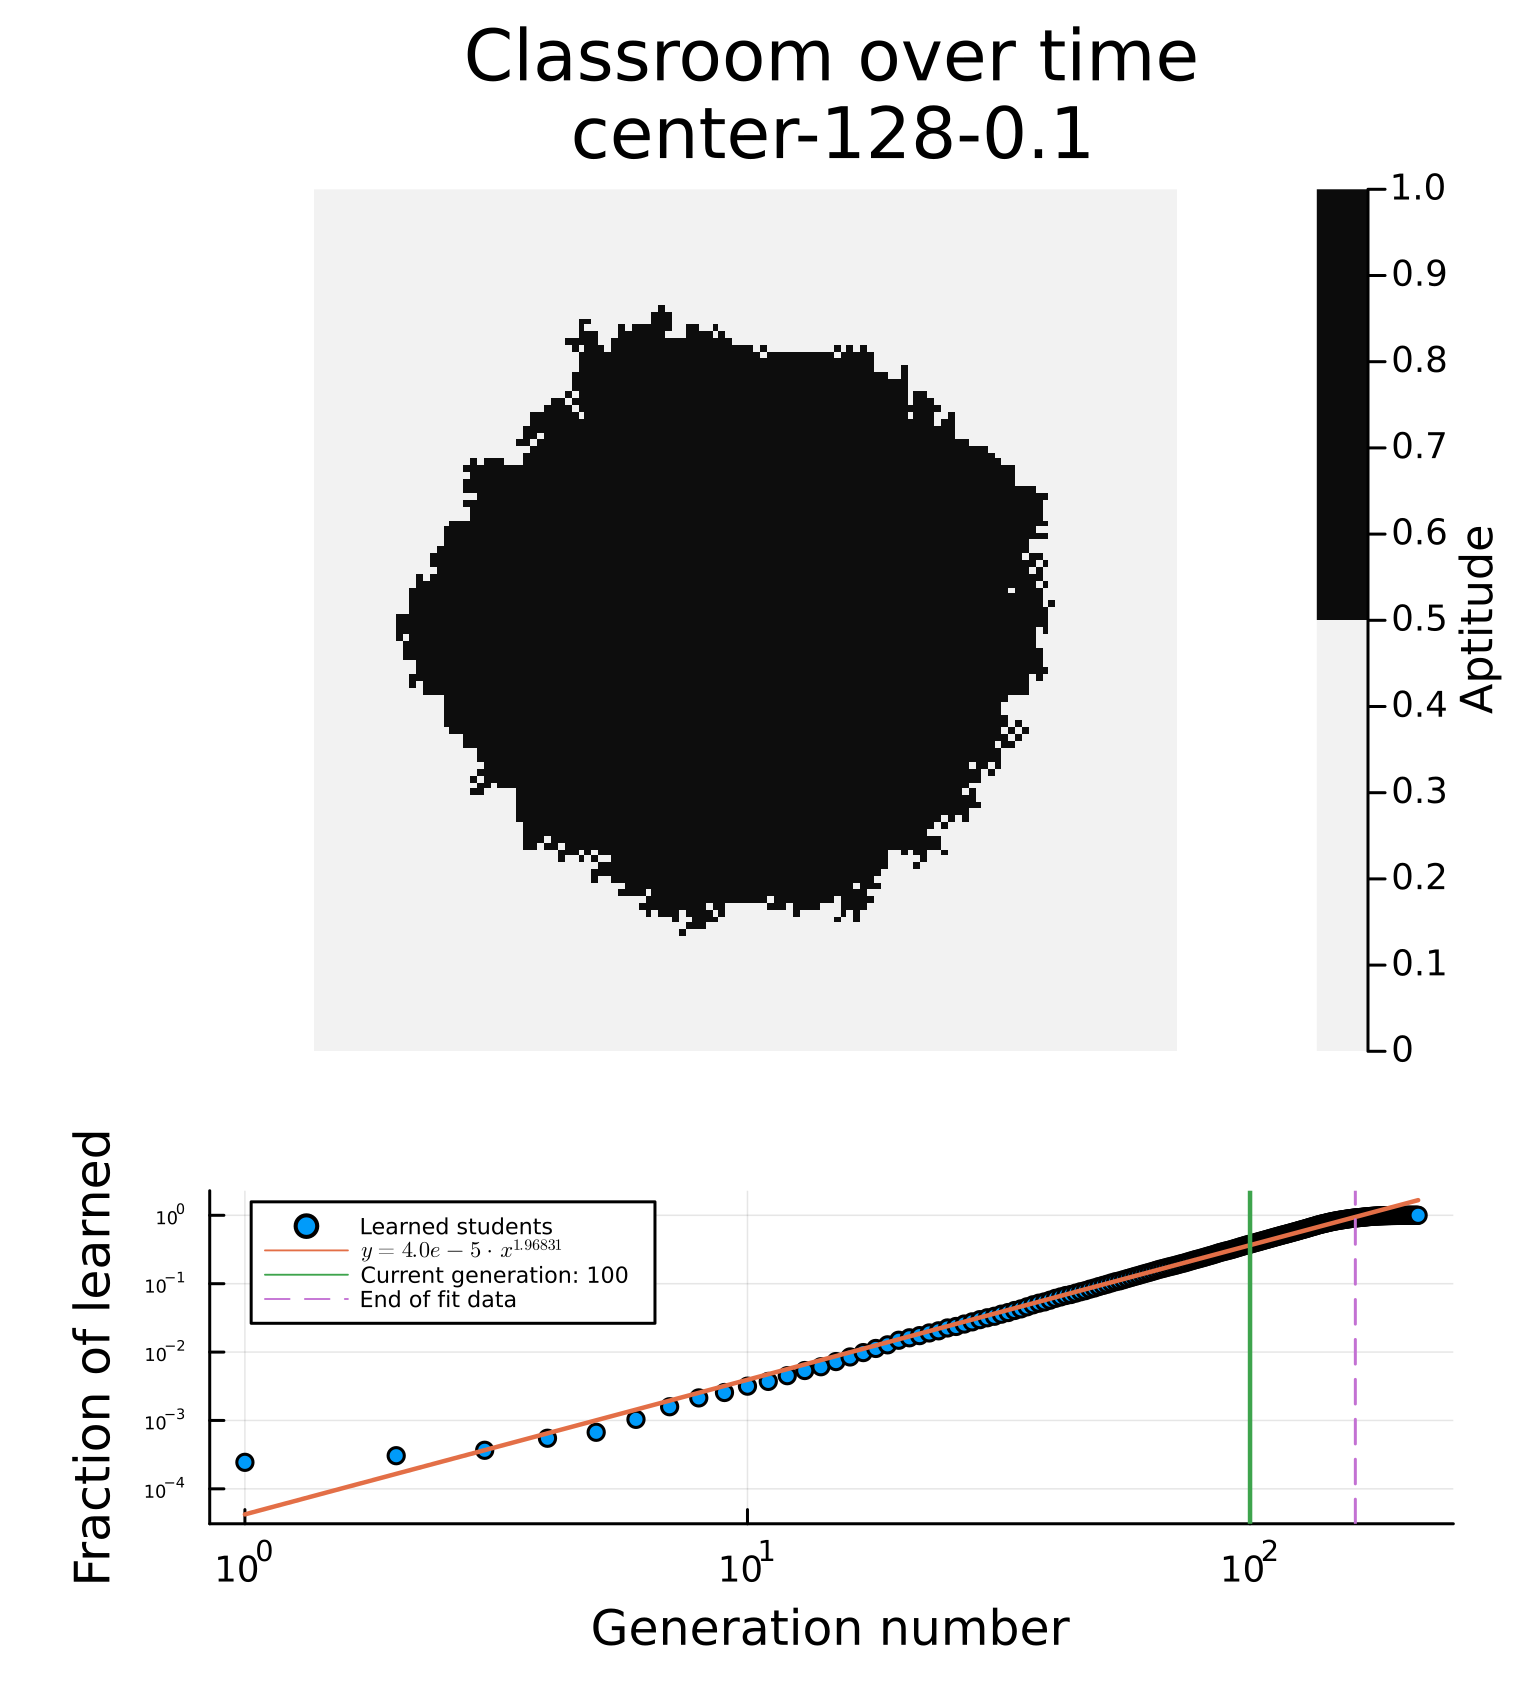 Classroom over time
center-128-0.1
1.0
0.9
0.8
0.7
0.6
0.5
0.4
0.3
0.2
0.1
0
Aptitude
Fraction of learned
10⁰
10⁻¹
10⁻²
10⁻³
10⁻⁴
Learned students
y = 4.0e − 5 · x^1.96831
Current generation: 100
End of fit data
10⁰ 10¹ 10²
Generation number